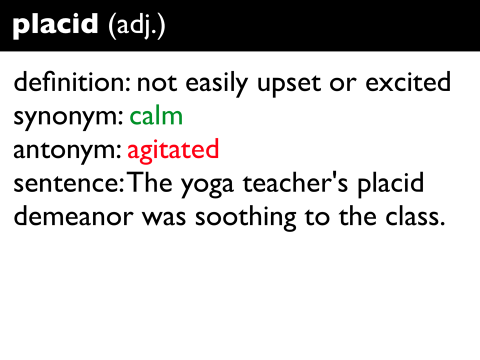 placid (adj.)
definition: not easily upset or excited
synonym: calm
antonym: agitated
sentence: The yoga teacher's placid
demeanor was soothing to the class.